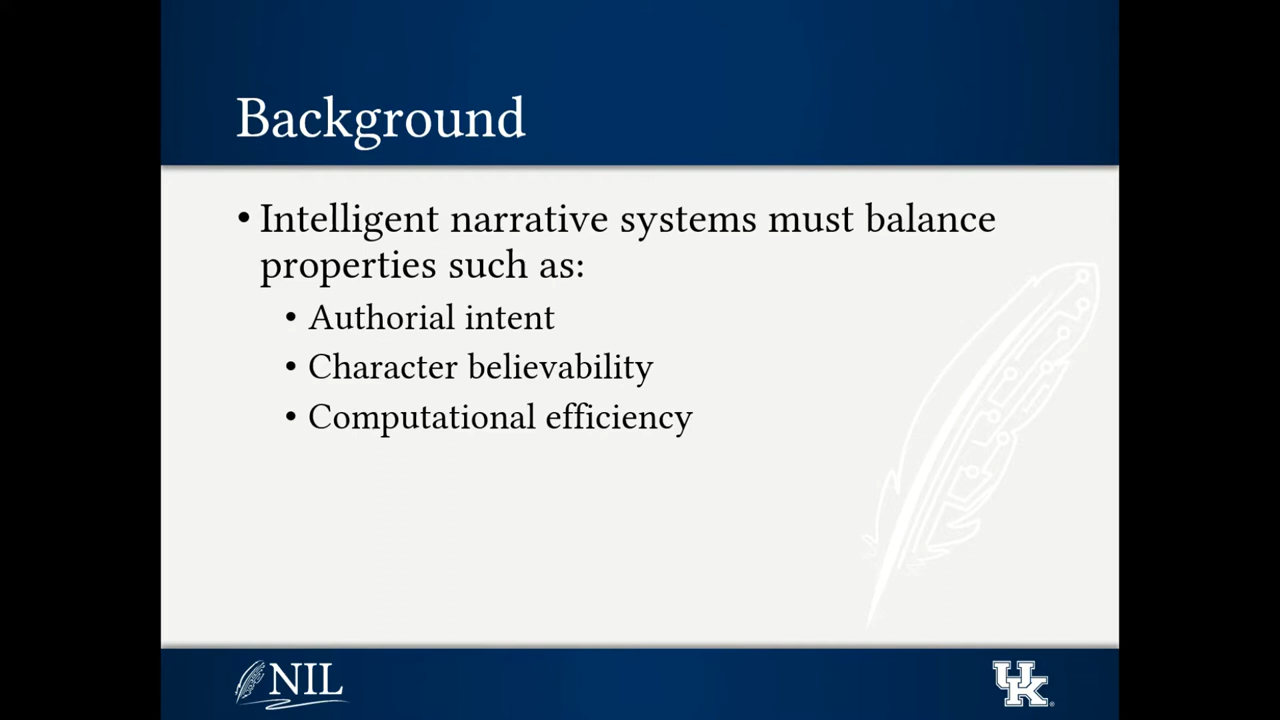 Background
• Intelligent narrative systems must balance
properties such as:
• Authorial intent
• Character believability
• Computational efficiency
NIL
UK